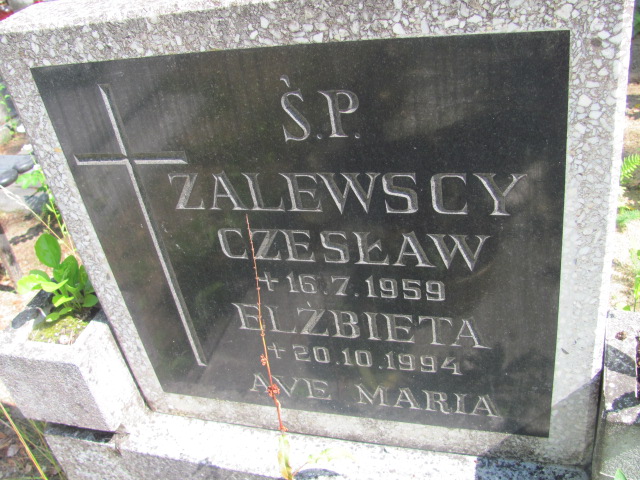 Ś.P.
ZALEWSCY
CZESŁAW
+16.7.1959
ELŻBIETA
+20.10.1994
AVE MARIA